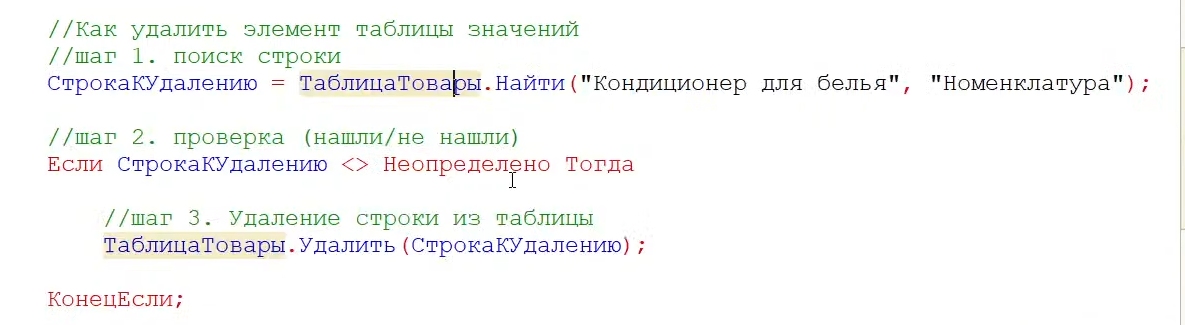 //Как удалить элемент таблицы значений
//шаг 1. поиск строки
СтрокаКУдалению = ТаблицаТовары.Найти("Кондиционер для белья", "Номенклатура");
//шаг 2. проверка (нашли/не нашли)
Если СтрокаКУдалению <> Неопределено Тогда
//шаг 3. Удаление строки из таблицы
ТаблицаТовары.Удалить(СтрокаКУдалению);
КонецЕсли;